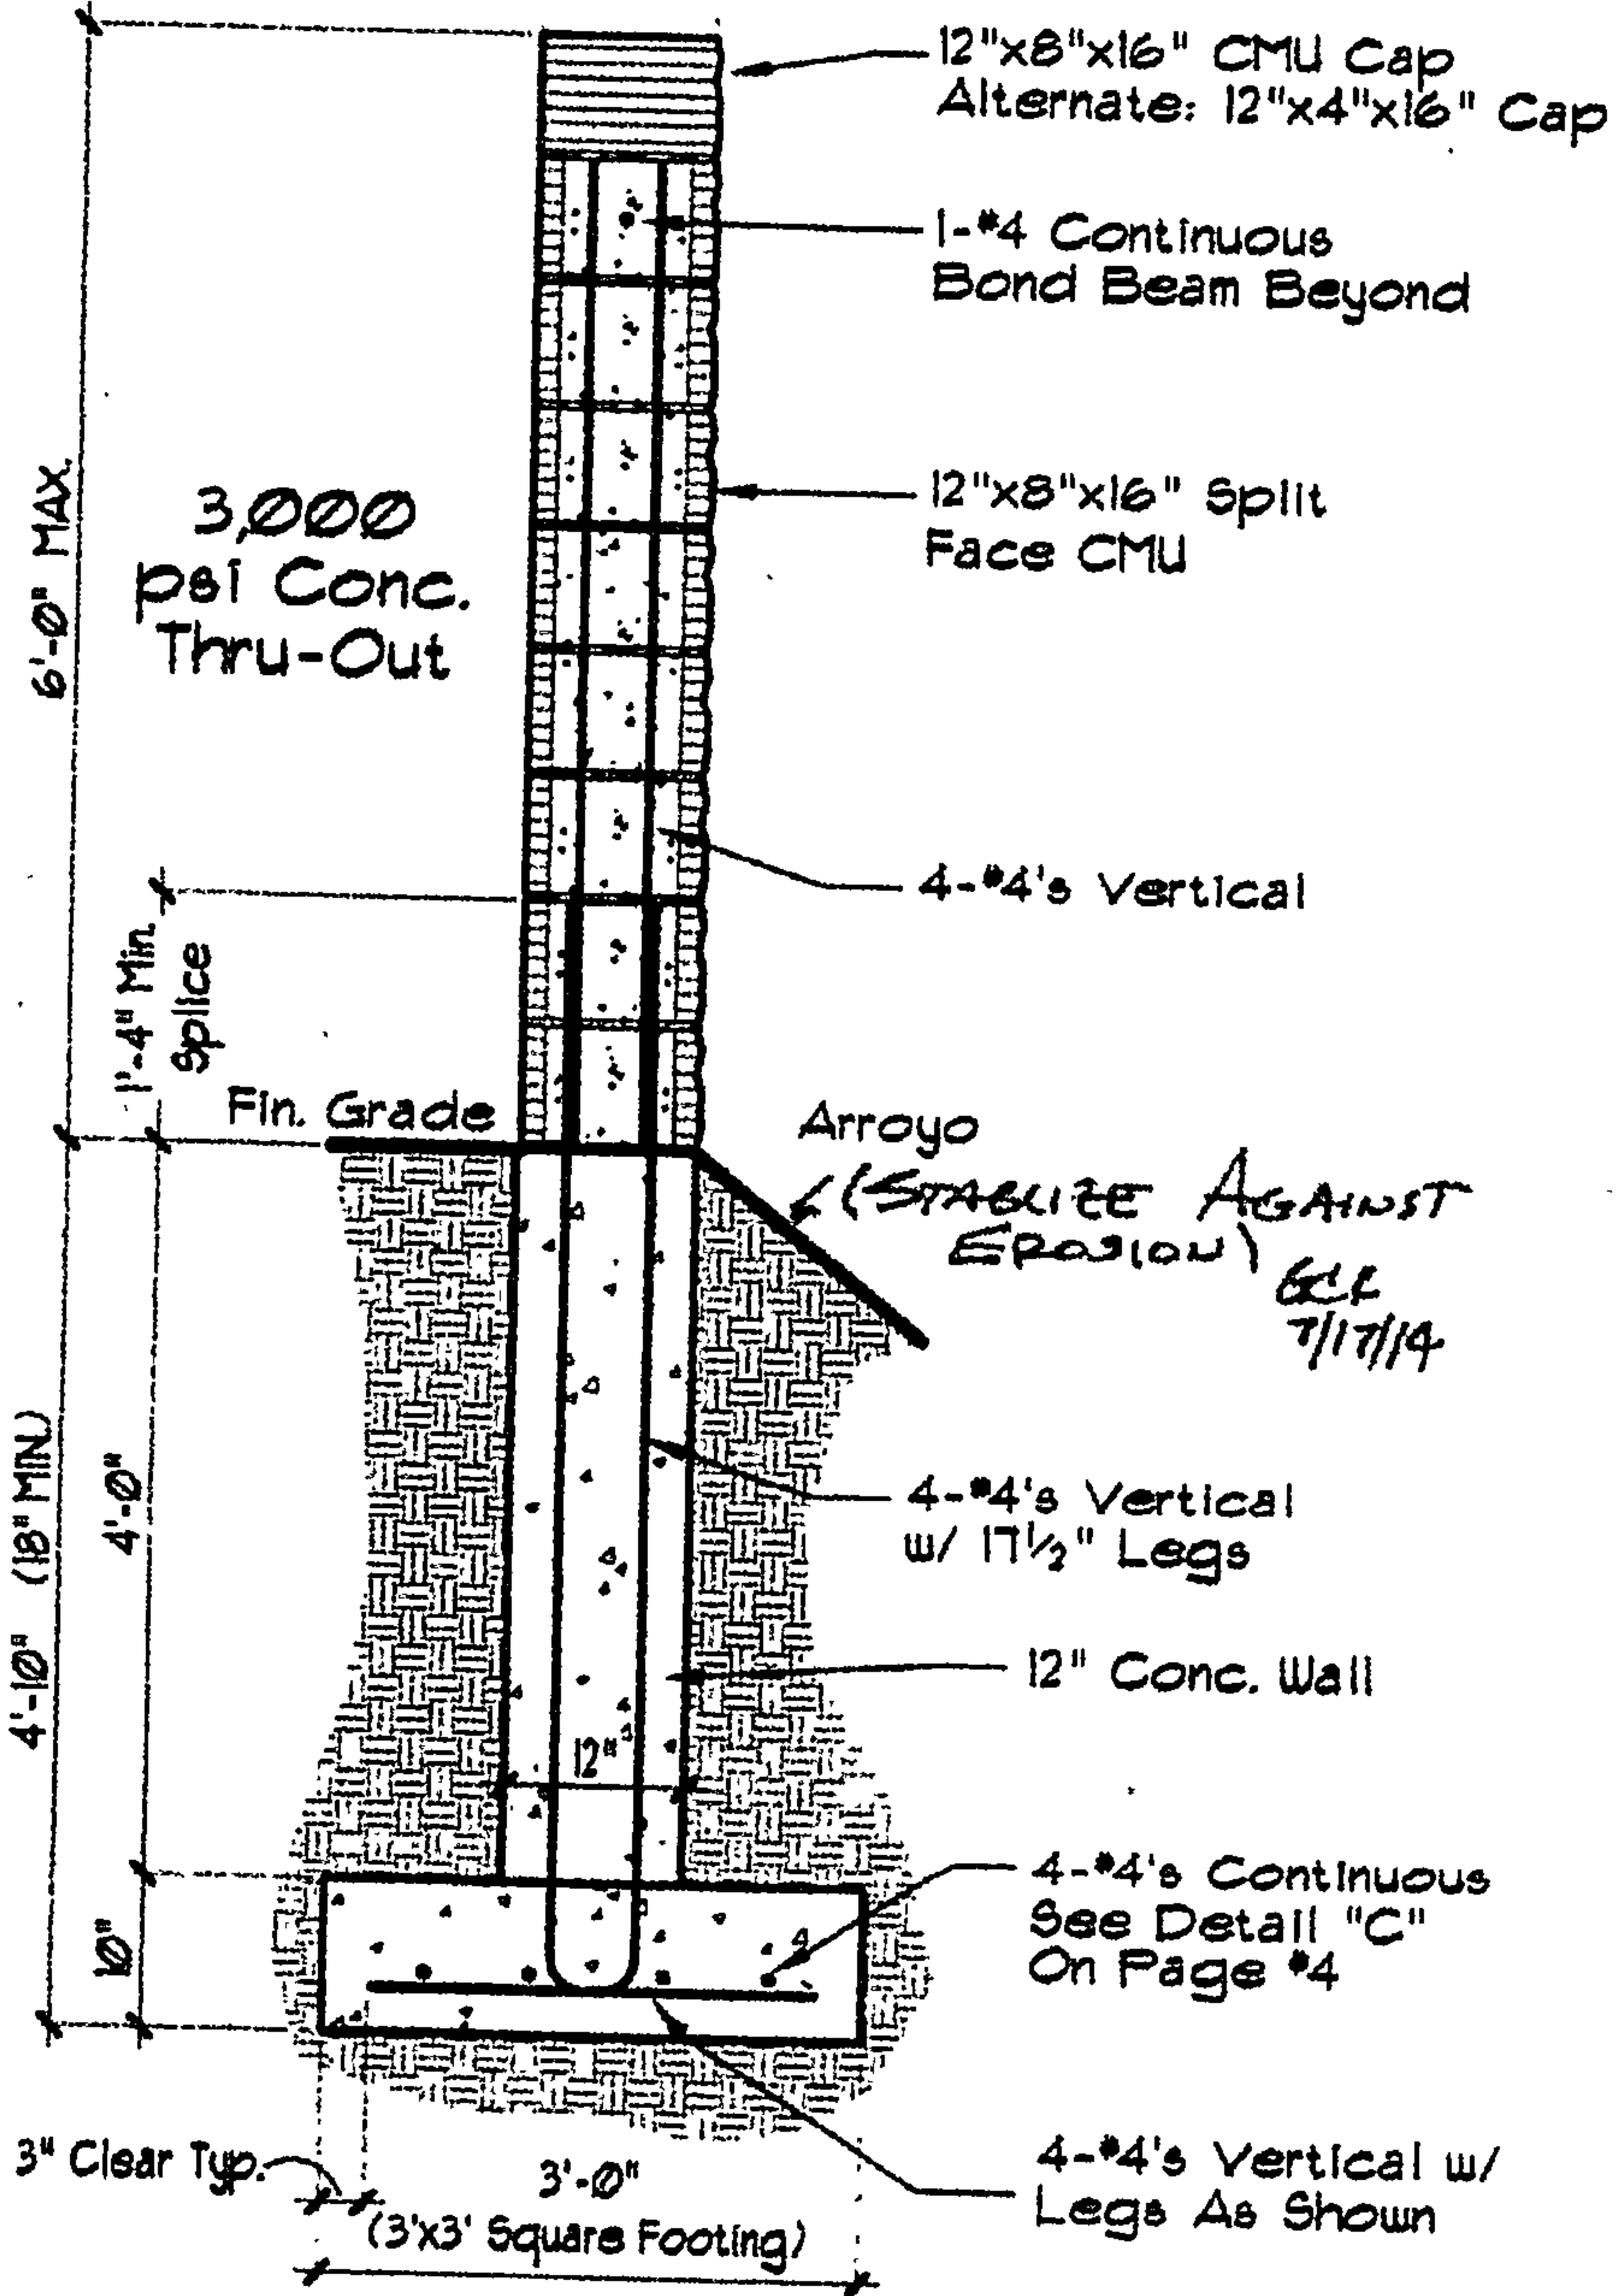 12"x8"x16" CMU Cap
Alternate: 12"x4"x16" Cap
1-#4 Continuous
Bond Beam Beyond
6'-0" MAX.
3,000
psi Conc.
Thru-Out
12"x8"x16" Split
Face CMU
4-#4's Vertical
1'-4" Min.
Splice
Fin. Grade
Arroyo
(STABLIZE AGAINST
EROSION)
7/17/14
4'-10" (18" MIN.)
4'-0"
4-#4's Vertical
w/ 17 1/2" Legs
12" Conc. Wall
12"
10"
4-#4's Continuous
See Detail "C"
On Page #4
3" Clear Typ.
3'-0"
(3'x3' Square Footing)
4-#4's Vertical w/
Legs As Shown